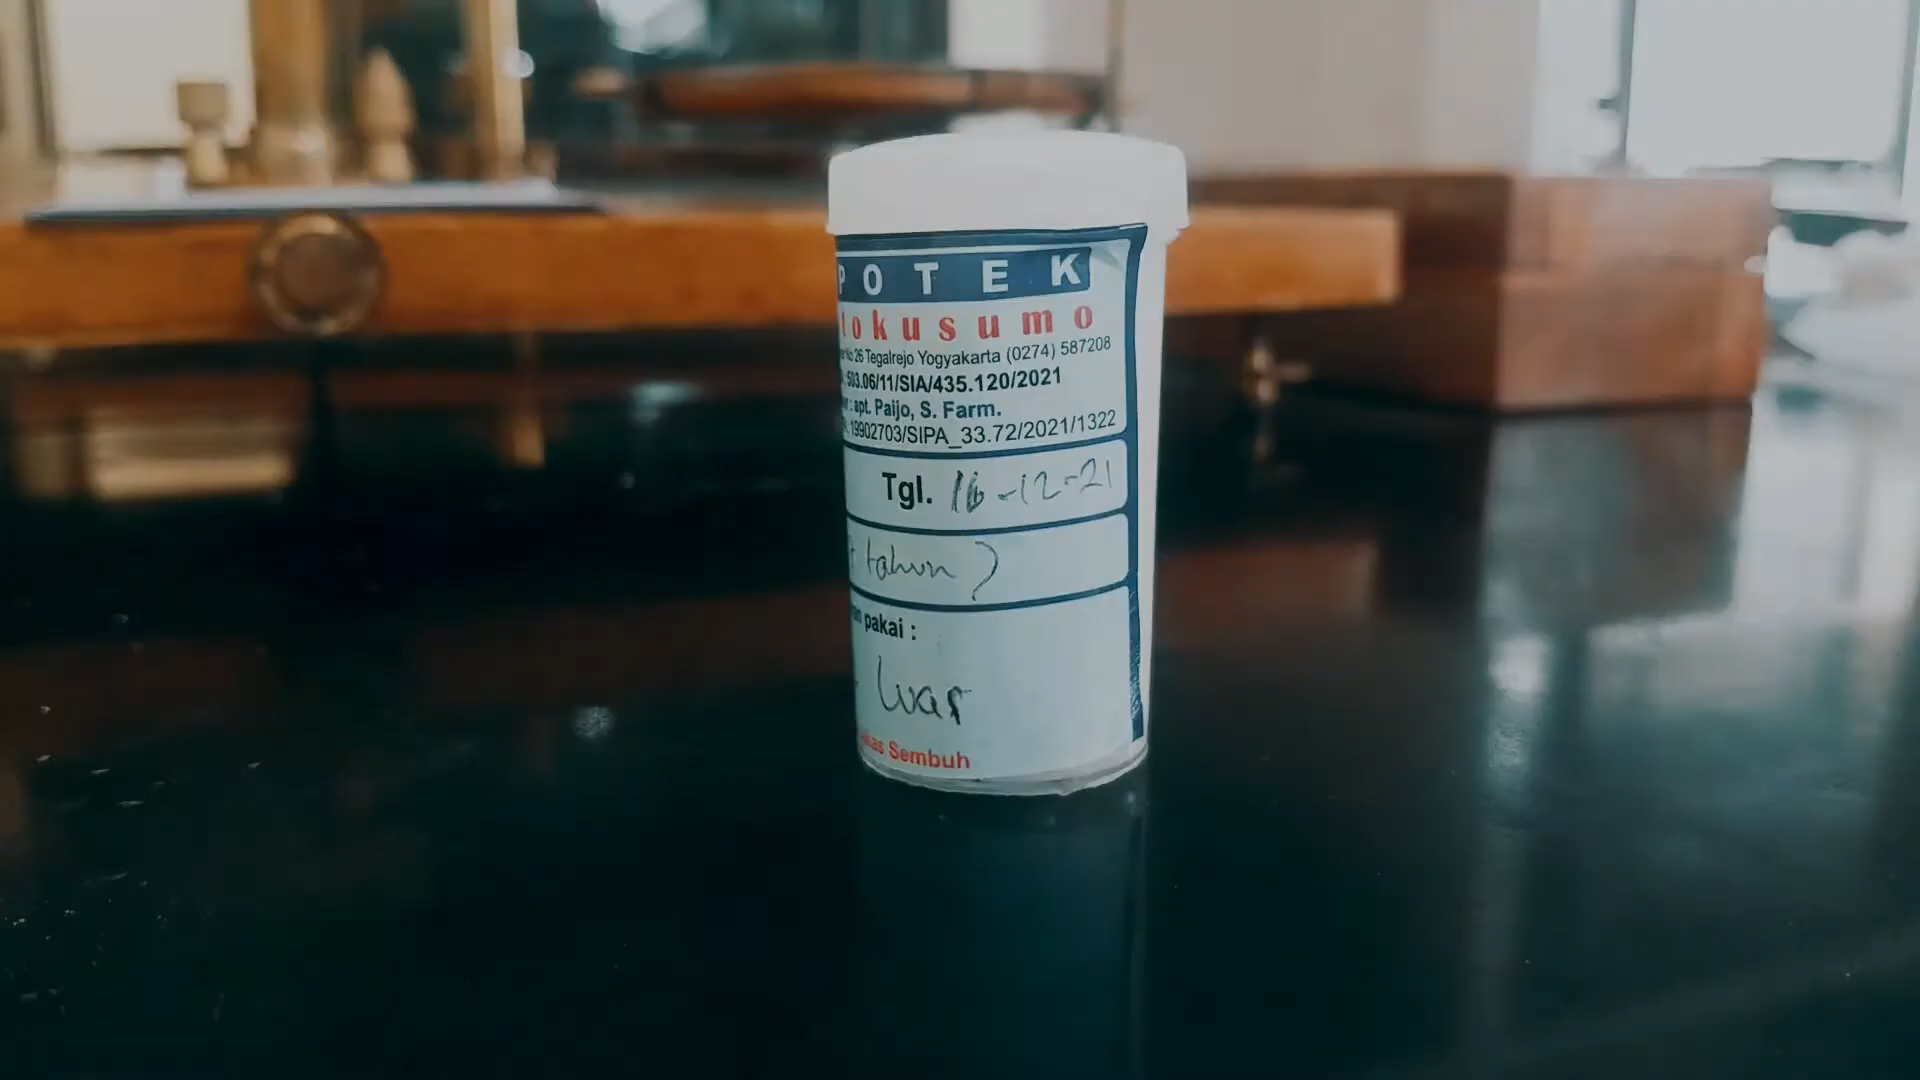 POTEK
tokusumo
No 26 Tegalrejo Yogyakarta (0274) 587208
503.06/11/SIA/435.120/2021
: apt. Paijo, S. Farm.
19902703/SIPA_33.72/2021/1322
Tgl. 16-12-21
tahun)
pakai :
luar
Sembuh